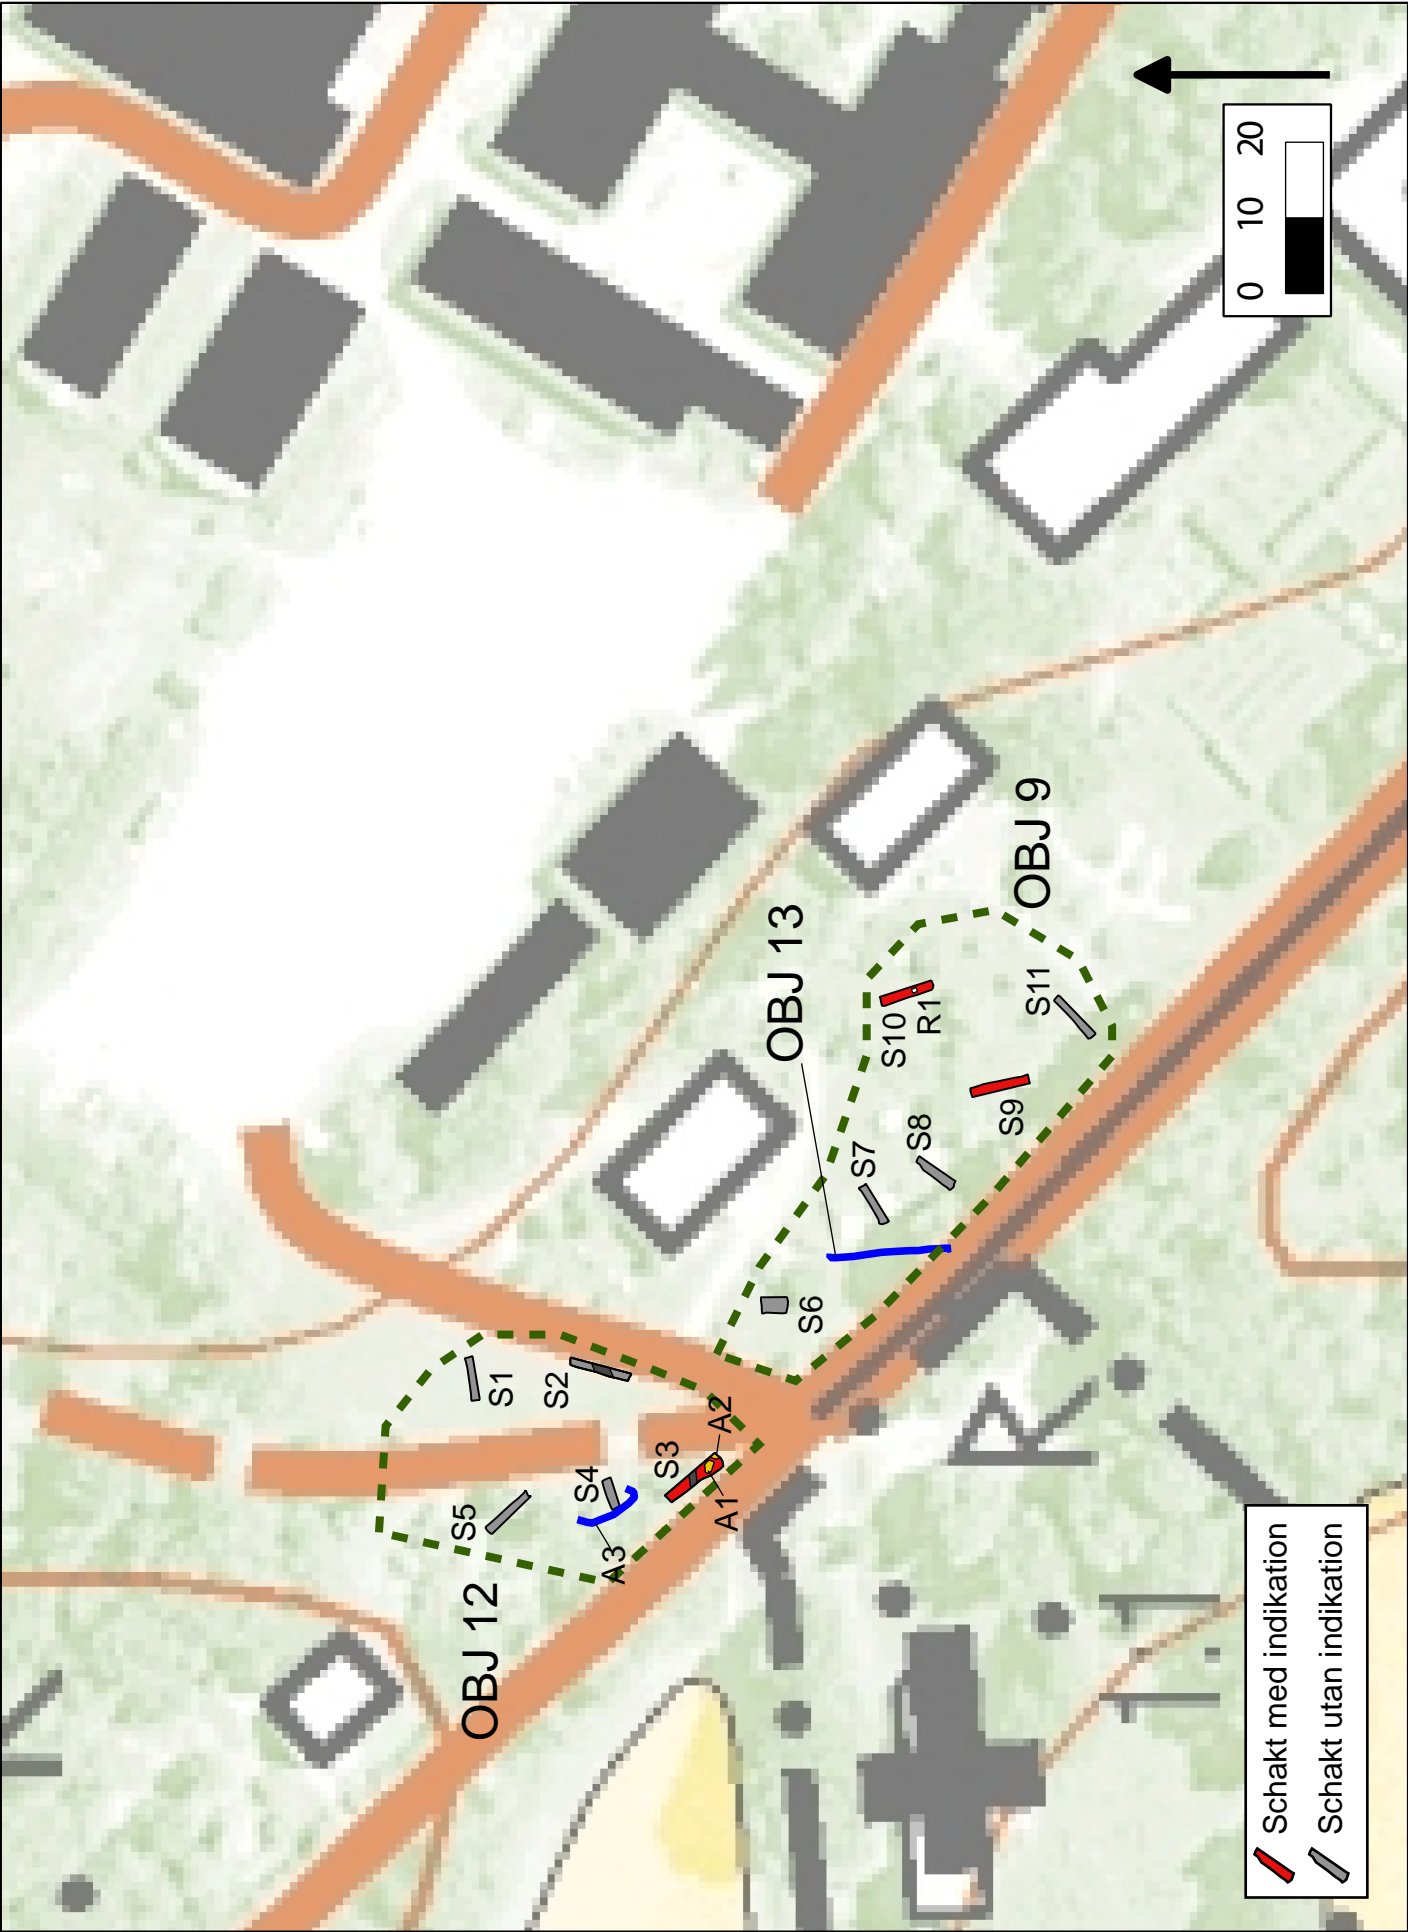 OBJ 12
S5
S1
S2
S4
A3
S3
A1
A2
OBJ 13
S6
S7
S8
S10
R1
S9
S11
OBJ 9
Schakt med indikation
Schakt utan indikation
0 10 20